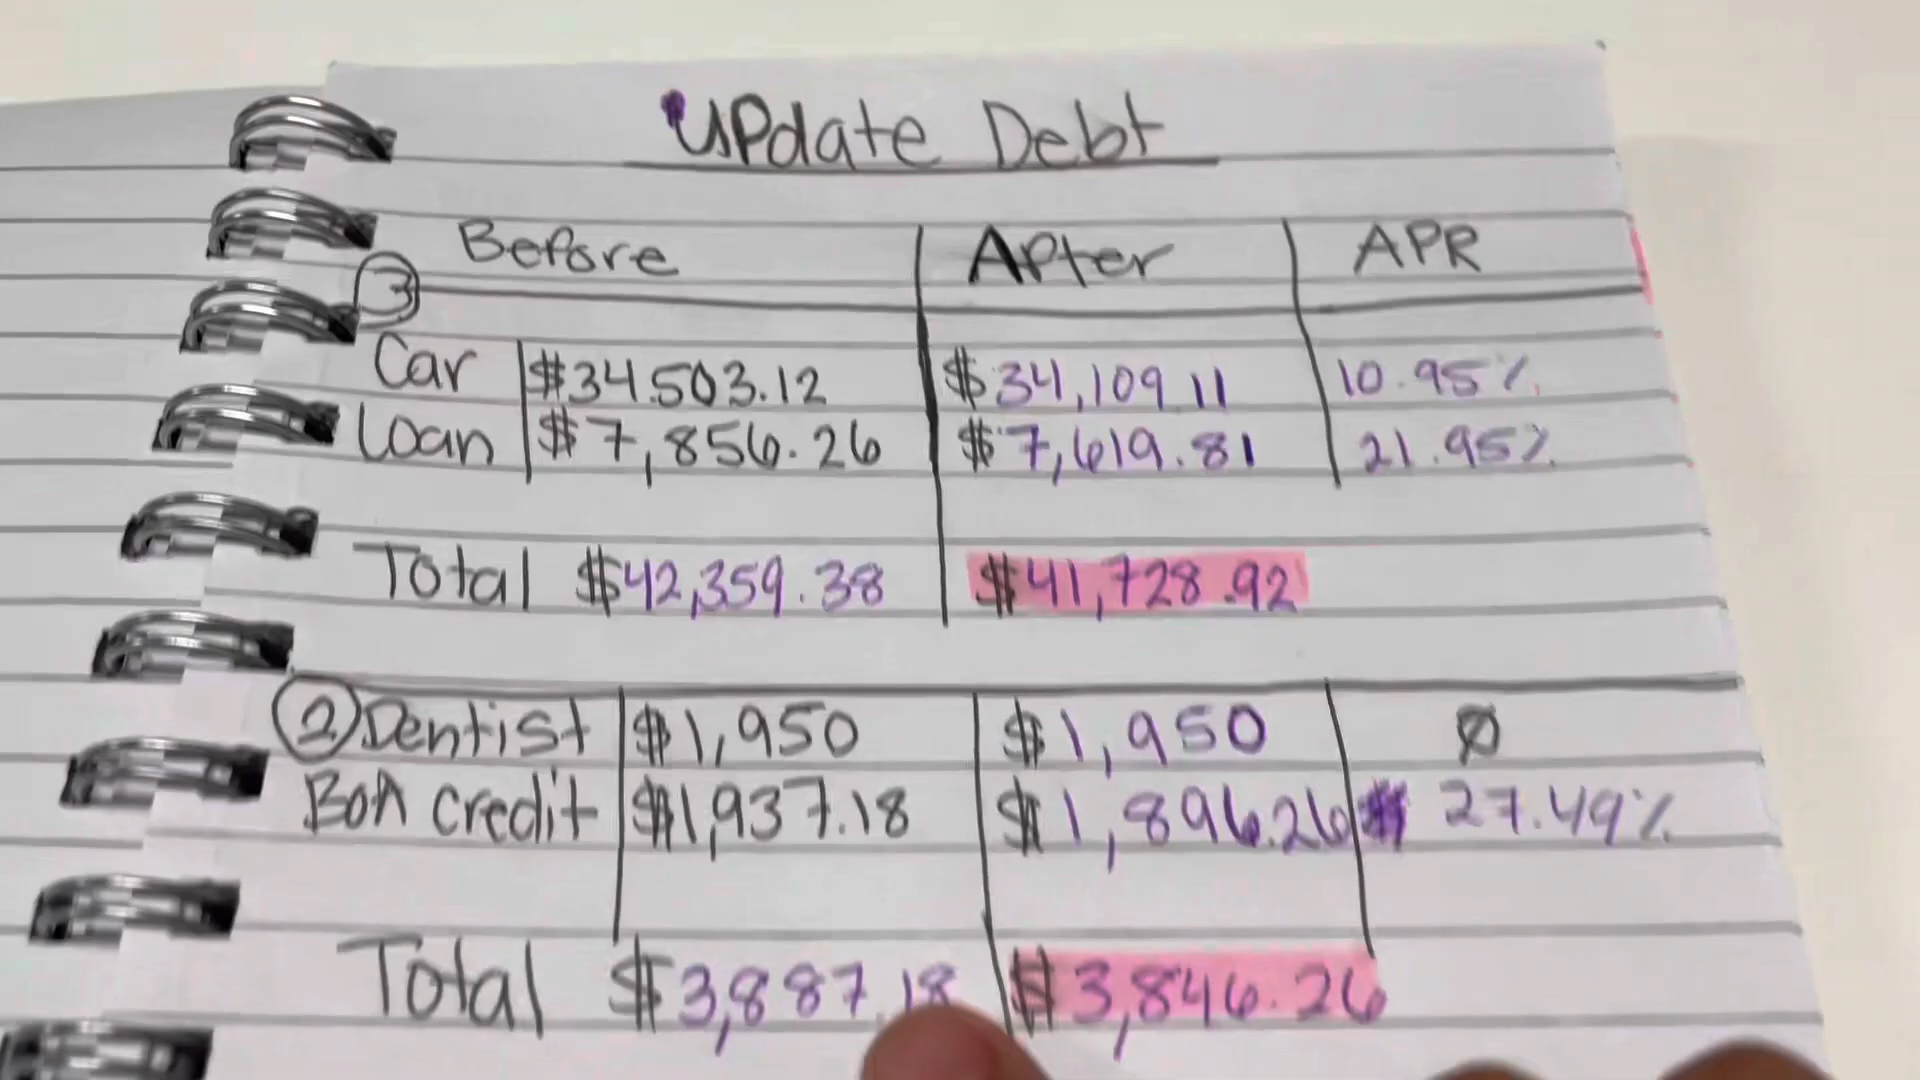 Update Debt
Before After APR
3
Car $34.503.12 $34,109.11 10.95%
Loan $7,856.26 $7,619.81 21.95%
Total $42,359.38 $41,728.92
2 Dentist $1,950 $1,950 Ø
BoA credit $1,937.18 $1,896.26 27.49%
Total $3,887.18 $3,846.26